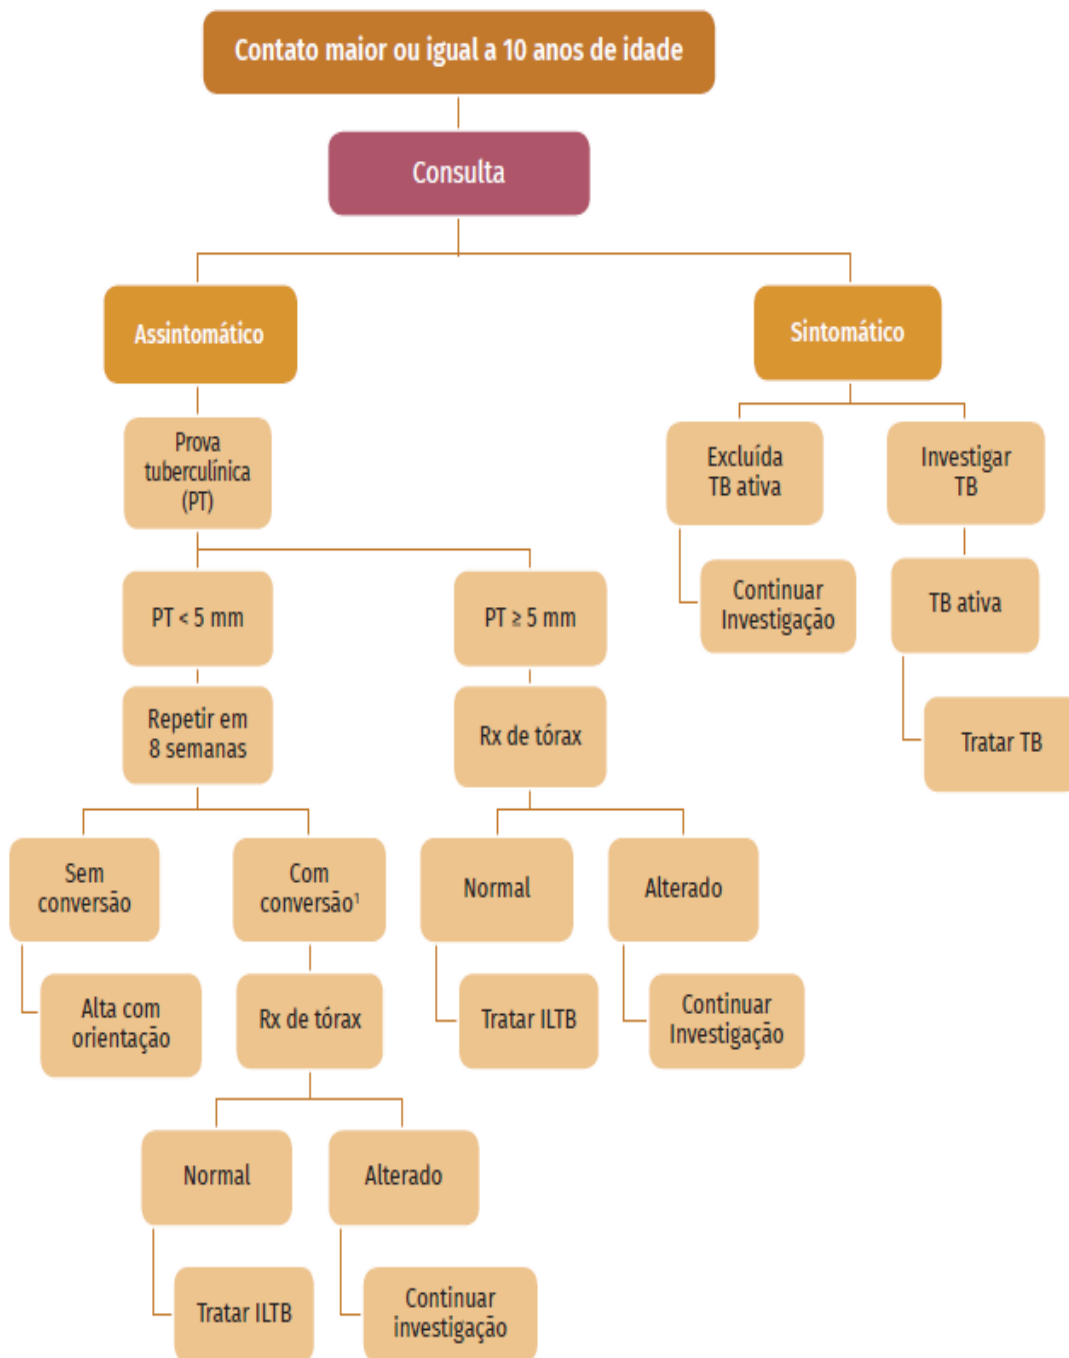 Contato maior ou igual a 10 anos de idade
Consulta
Assintomático
Sintomático
Prova
tuberculínica
(PT)
Excluída
TB ativa
Investigar
TB
PT < 5 mm
PT ≥ 5 mm
Continuar
Investigação
TB ativa
Repetir em
8 semanas
Rx de tórax
Tratar TB
Sem
conversão
Com
conversão¹
Normal
Alterado
Alta com
orientação
Rx de tórax
Tratar ILTB
Continuar
Investigação
Normal
Alterado
Tratar ILTB
Continuar
investigação